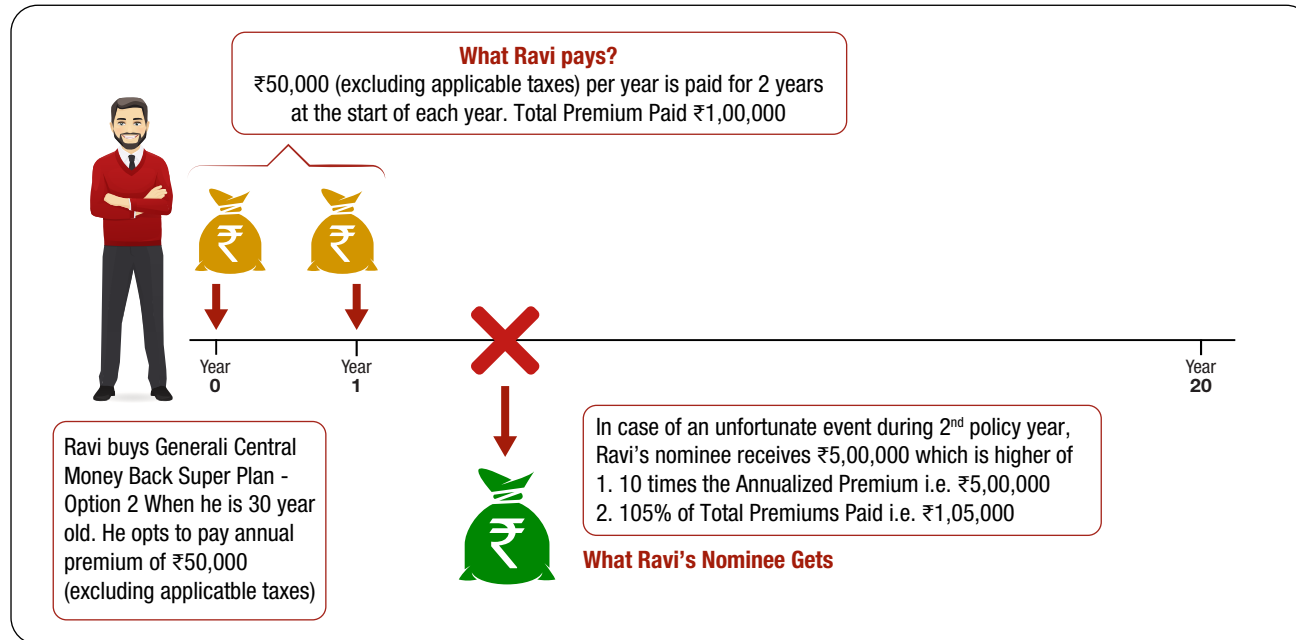 What Ravi pays?
₹50,000 (excluding applicable taxes) per year is paid for 2 years
at the start of each year. Total Premium Paid ₹1,00,000
₹
₹
Year
0
Year
1
Year
20
Ravi buys Generali Central
Money Back Super Plan -
Option 2 When he is 30 year
old. He opts to pay annual
premium of ₹50,000
(excluding applicatble taxes)
₹
In case of an unfortunate event during 2nd policy year,
Ravi's nominee receives ₹5,00,000 which is higher of
1. 10 times the Annualized Premium i.e. ₹5,00,000
2. 105% of Total Premiums Paid i.e. ₹1,05,000
What Ravi's Nominee Gets